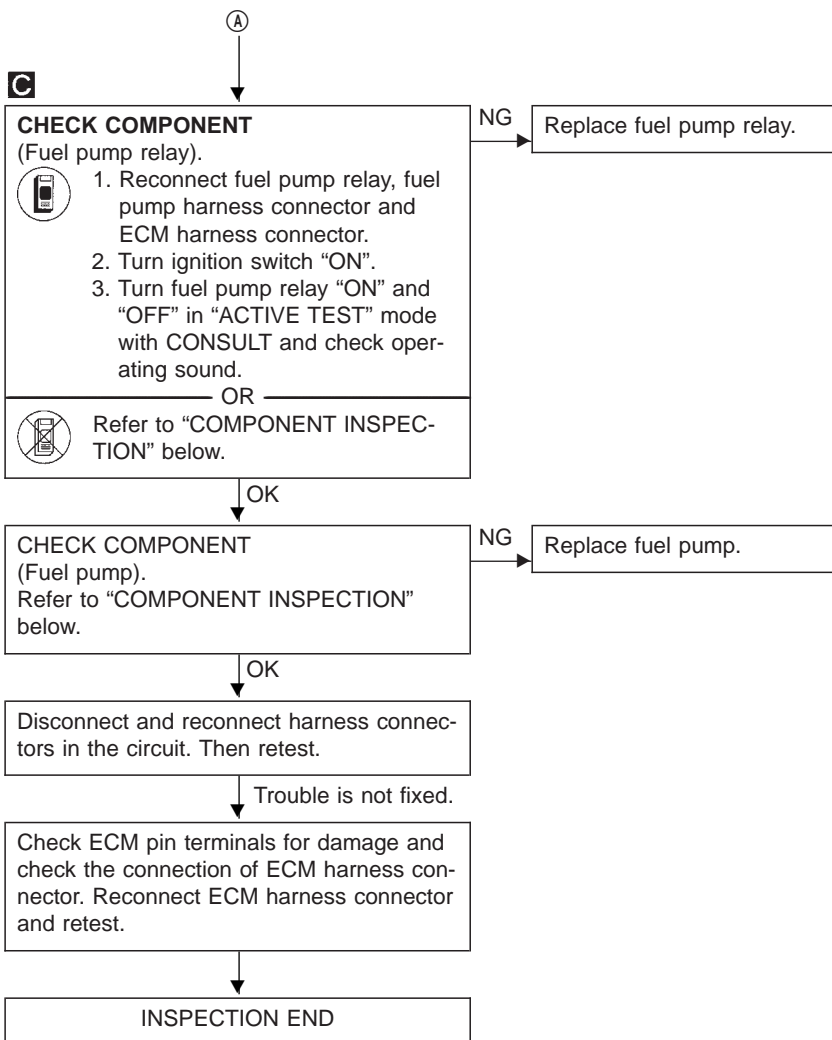 A
C
CHECK COMPONENT
NG
Replace fuel pump relay.
(Fuel pump relay).
1. Reconnect fuel pump relay, fuel
pump harness connector and
ECM harness connector.
2. Turn ignition switch “ON”.
3. Turn fuel pump relay “ON” and
“OFF” in “ACTIVE TEST” mode
with CONSULT and check oper-
ating sound.
OR
Refer to “COMPONENT INSPEC-
TION” below.
OK
CHECK COMPONENT
NG
Replace fuel pump.
(Fuel pump).
Refer to “COMPONENT INSPECTION”
below.
OK
Disconnect and reconnect harness connec-
tors in the circuit. Then retest.
Trouble is not fixed.
Check ECM pin terminals for damage and
check the connection of ECM harness con-
nector. Reconnect ECM harness connector
and retest.
INSPECTION END